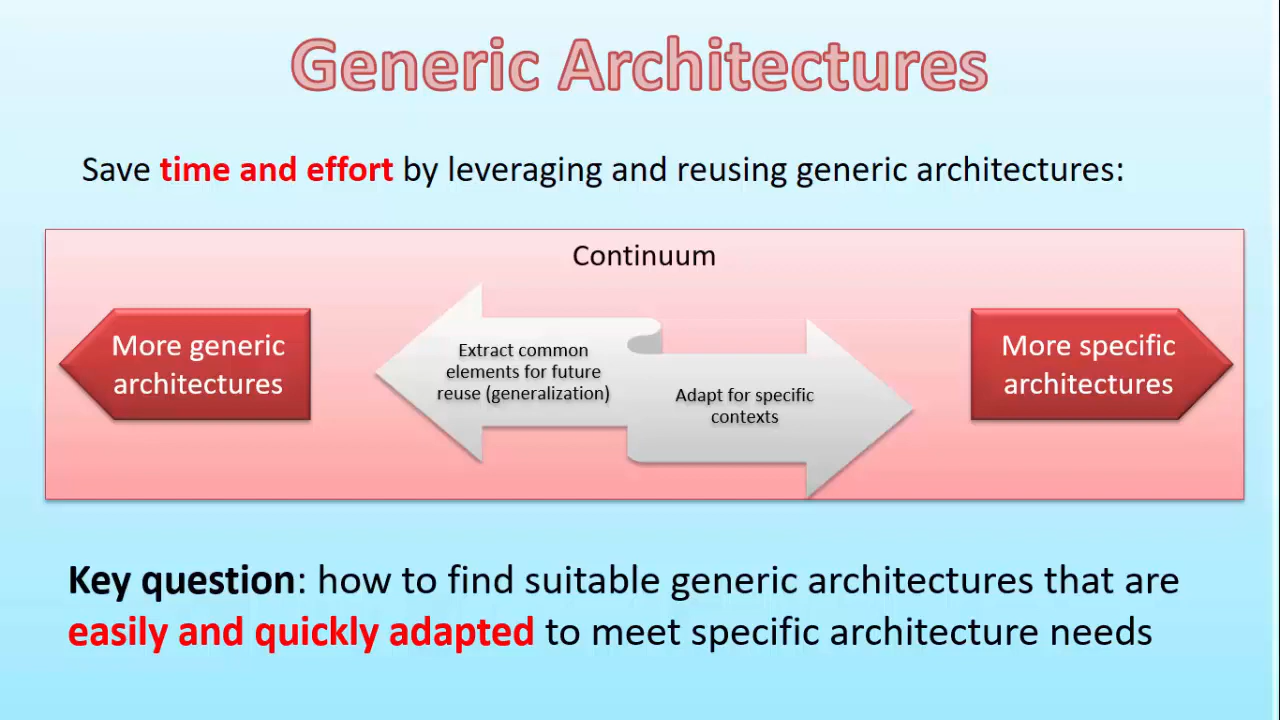 Generic Architectures
Save time and effort by leveraging and reusing generic architectures:
Continuum
More generic
architectures
Extract common
elements for future
reuse (generalization)
Adapt for specific
contexts
More specific
architectures
Key question: how to find suitable generic architectures that are
easily and quickly adapted to meet specific architecture needs